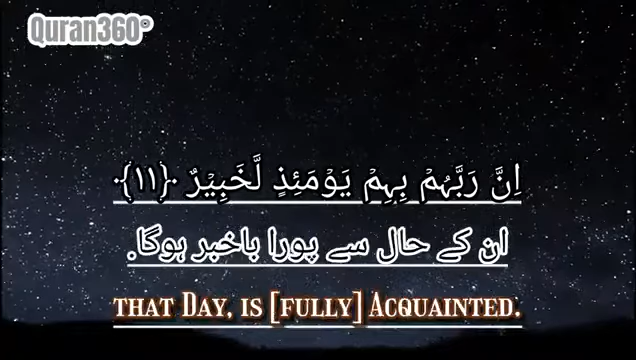 Quran360°
اِنَّ رَبَّہُمۡ بِہِمۡ یَوۡمَئِذٍ لَّخَبِیۡرٌ ﴿۱۱﴾
ان کے حال سے پورا باخبر ہوگا.
THAT DAY, IS [FULLY] ACQUAINTED.